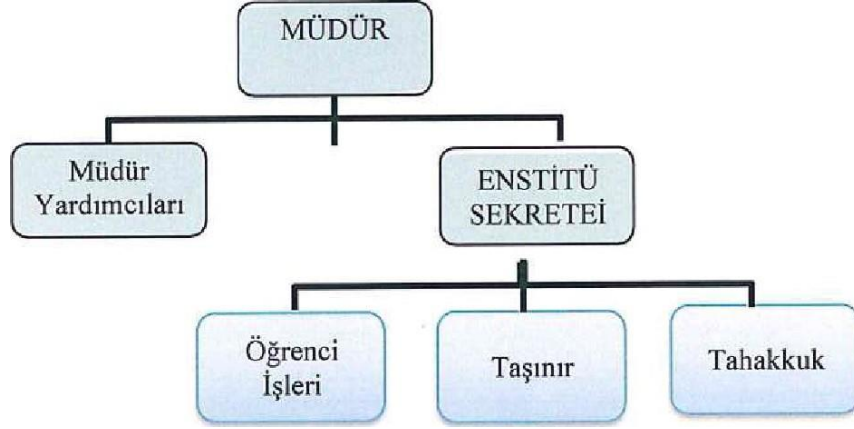 MÜDÜR
Müdür
Yardımcıları
ENSTİTÜ
SEKRETEİ
Öğrenci
İşleri
Taşınır
Tahakkuk